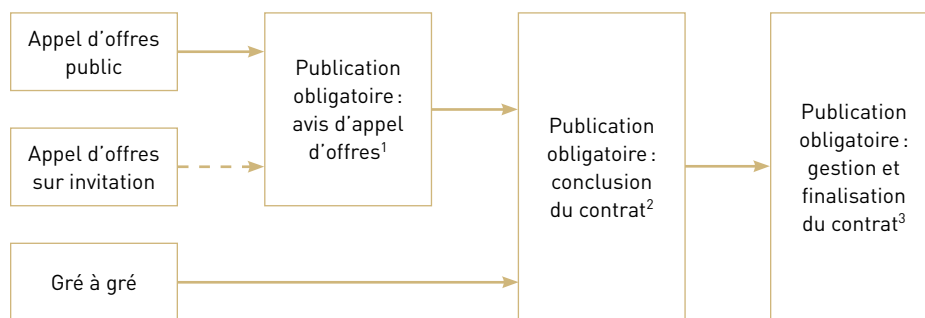 Appel d'offres
public
Appel d'offres
sur invitation
Gré à gré
Publication
obligatoire :
avis d'appel
d'offres¹
Publication
obligatoire :
conclusion
du contrat²
Publication
obligatoire :
gestion et
finalisation
du contrat³